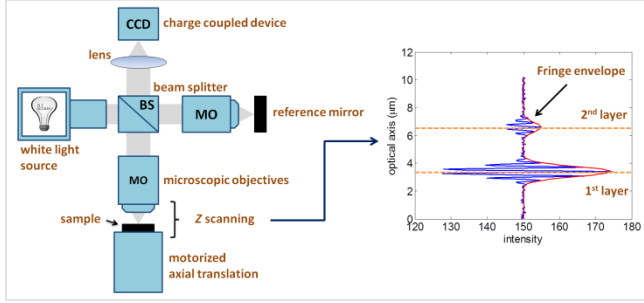 CCD
charge coupled device
lens
beam splitter
BS
MO
reference mirror
white light
source
MO
microscopic objectives
sample
Z scanning
motorized
axial translation
12
10
8
6
4
2
0
optical axis (um)
Fringe envelope
2nd layer
1st layer
120 130 140 150 160 170 180
intensity